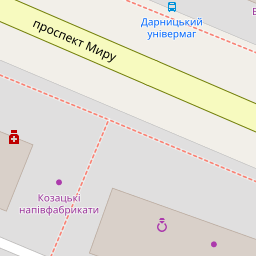 Дарницький
універмаг
проспект Миру
Козацькі
напівфабрикати